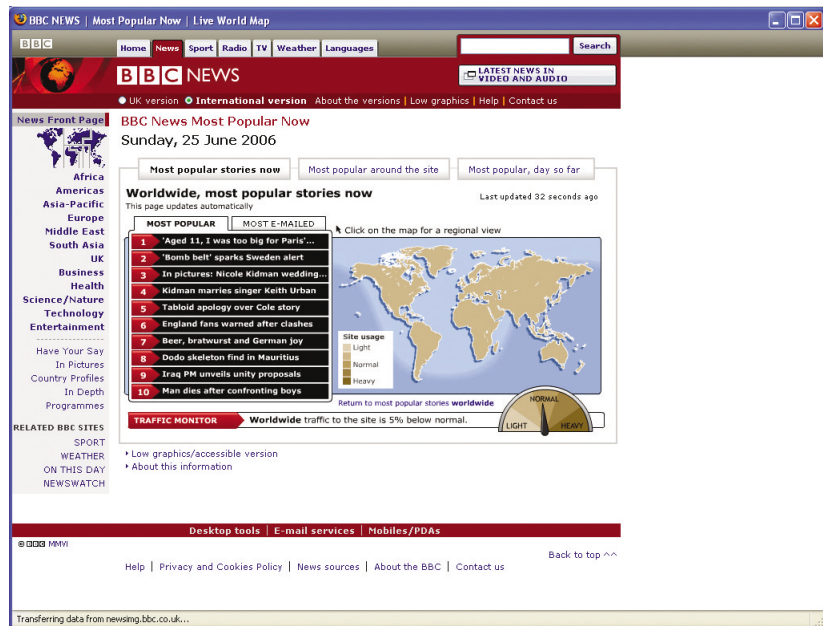 BBC NEWS | Most Popular Now | Live World Map
BBC
Home News Sport Radio TV Weather Languages
Search
BBC NEWS
LATEST NEWS IN
VIDEO AND AUDIO
UK version International version About the versions | Low graphics | Help | Contact us
News Front Page
Africa
Americas
Asia-Pacific
Europe
Middle East
South Asia
UK
Business
Health
Science/Nature
Technology
Entertainment
Have Your Say
In Pictures
Country Profiles
In Depth
Programmes
RELATED BBC SITES
SPORT
WEATHER
ON THIS DAY
NEWSWATCH
BBC News Most Popular Now
Sunday, 25 June 2006
Most popular stories now
Most popular around the site
Most popular, day so far
Worldwide, most popular stories now
Last updated 32 seconds ago
This page updates automatically
MOST POPULAR
MOST E-MAILED
Click on the map for a regional view
1 'Aged 11, I was too big for Paris'...
2 'Bomb belt' sparks Sweden alert
3 In pictures: Nicole Kidman wedding...
4 Kidman marries singer Keith Urban
5 Tabloid apology over Cole story
6 England fans warned after clashes
7 Beer, bratwurst and German joy
8 Dodo skeleton find in Mauritius
9 Iraq PM unveils unity proposals
10 Man dies after confronting boys
Site usage
Light
Normal
Heavy
Return to most popular stories worldwide
TRAFFIC MONITOR
Worldwide traffic to the site is 5% below normal.
NORMAL
LIGHT
HEAVY
Low graphics/accessible version
About this information
Desktop tools | E-mail services | Mobiles/PDAs
© BBC MMVI
Back to top ^^
Help | Privacy and Cookies Policy | News sources | About the BBC | Contact us
Transferring data from newsimg.bbc.co.uk...